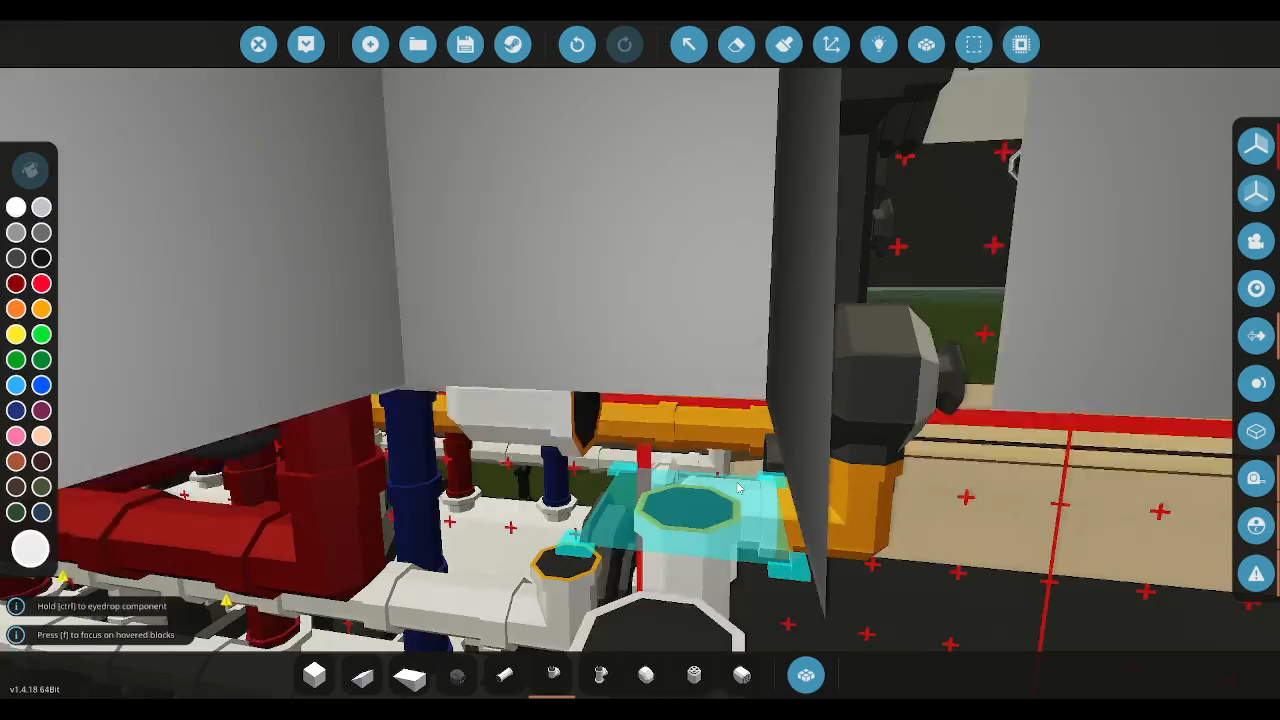 Hold [ctrl] to eyedrop component
Press [f] to focus on hovered blocks
v1.4.18 64Bit